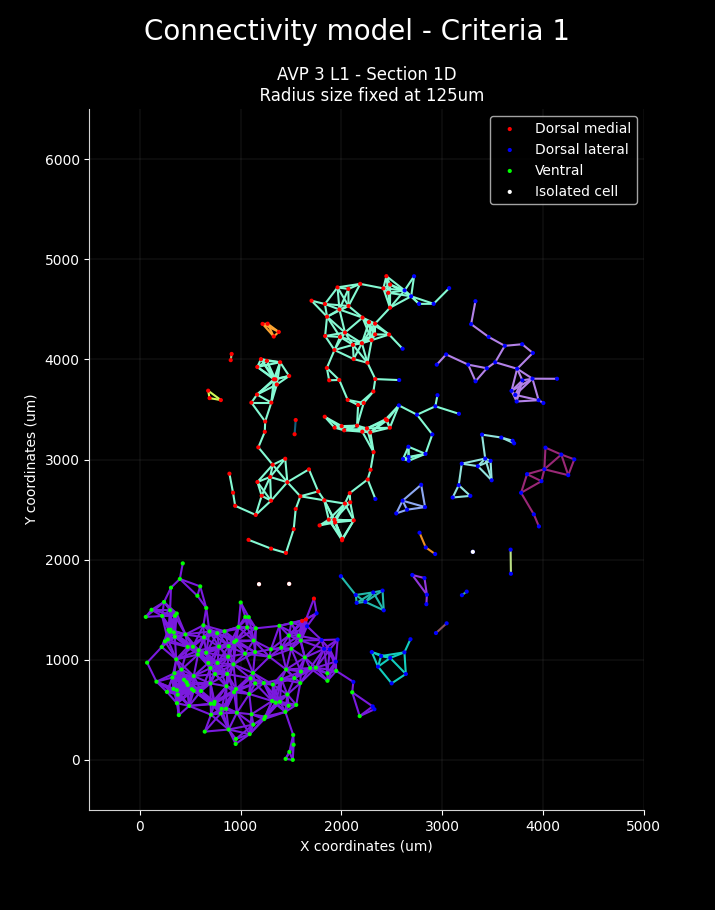 Connectivity model - Criteria 1
AVP 3 L1 - Section 1D
Radius size fixed at 125um
Dorsal medial
Dorsal lateral
Ventral
Isolated cell
6000
5000
4000
3000
2000
1000
0
Y coordinates (um)
0 1000 2000 3000 4000 5000
X coordinates (um)